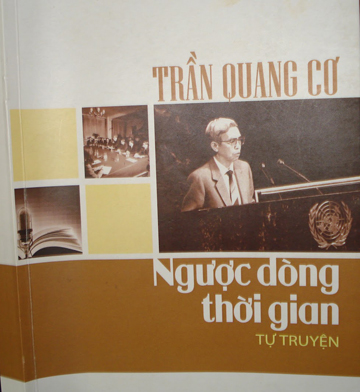 TRẦN QUANG CƠ
Ngược dòng
thời gian
TỰ TRUYỆN